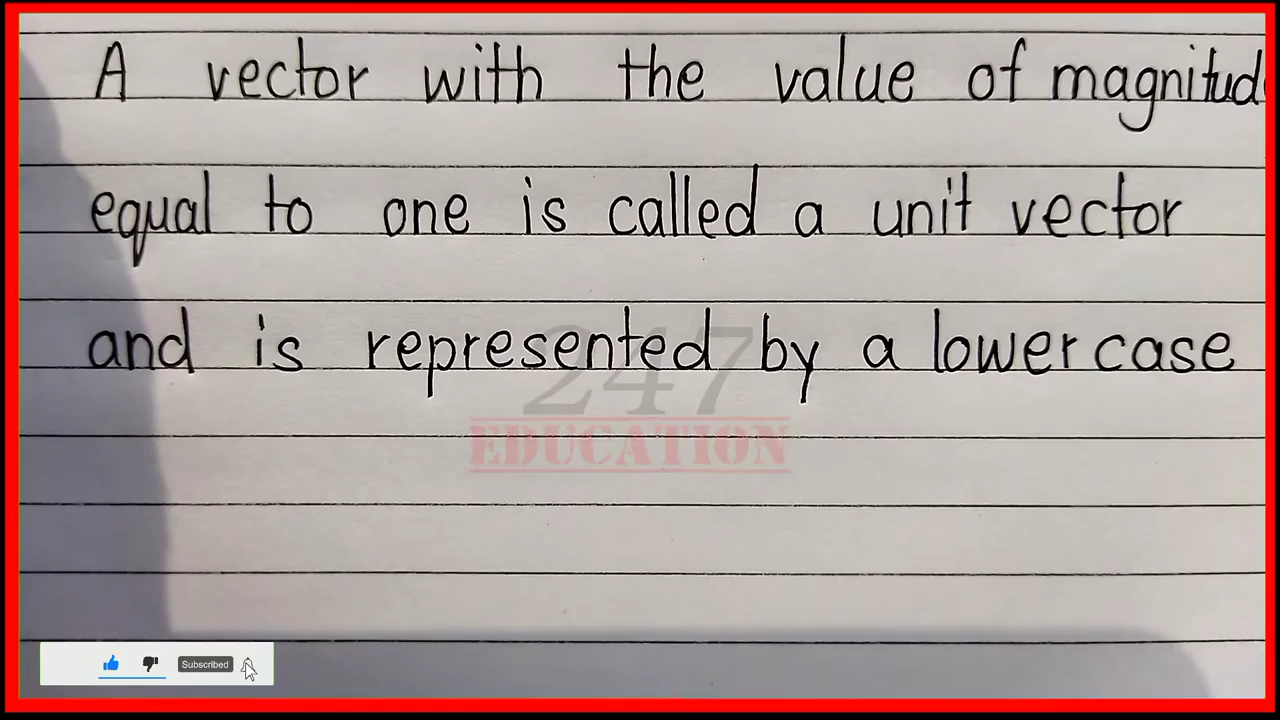 A vector with the value of magnitud
equal to one is called a unit vector
and is represented by a lowercase
247
EDUCATION
Subscribed